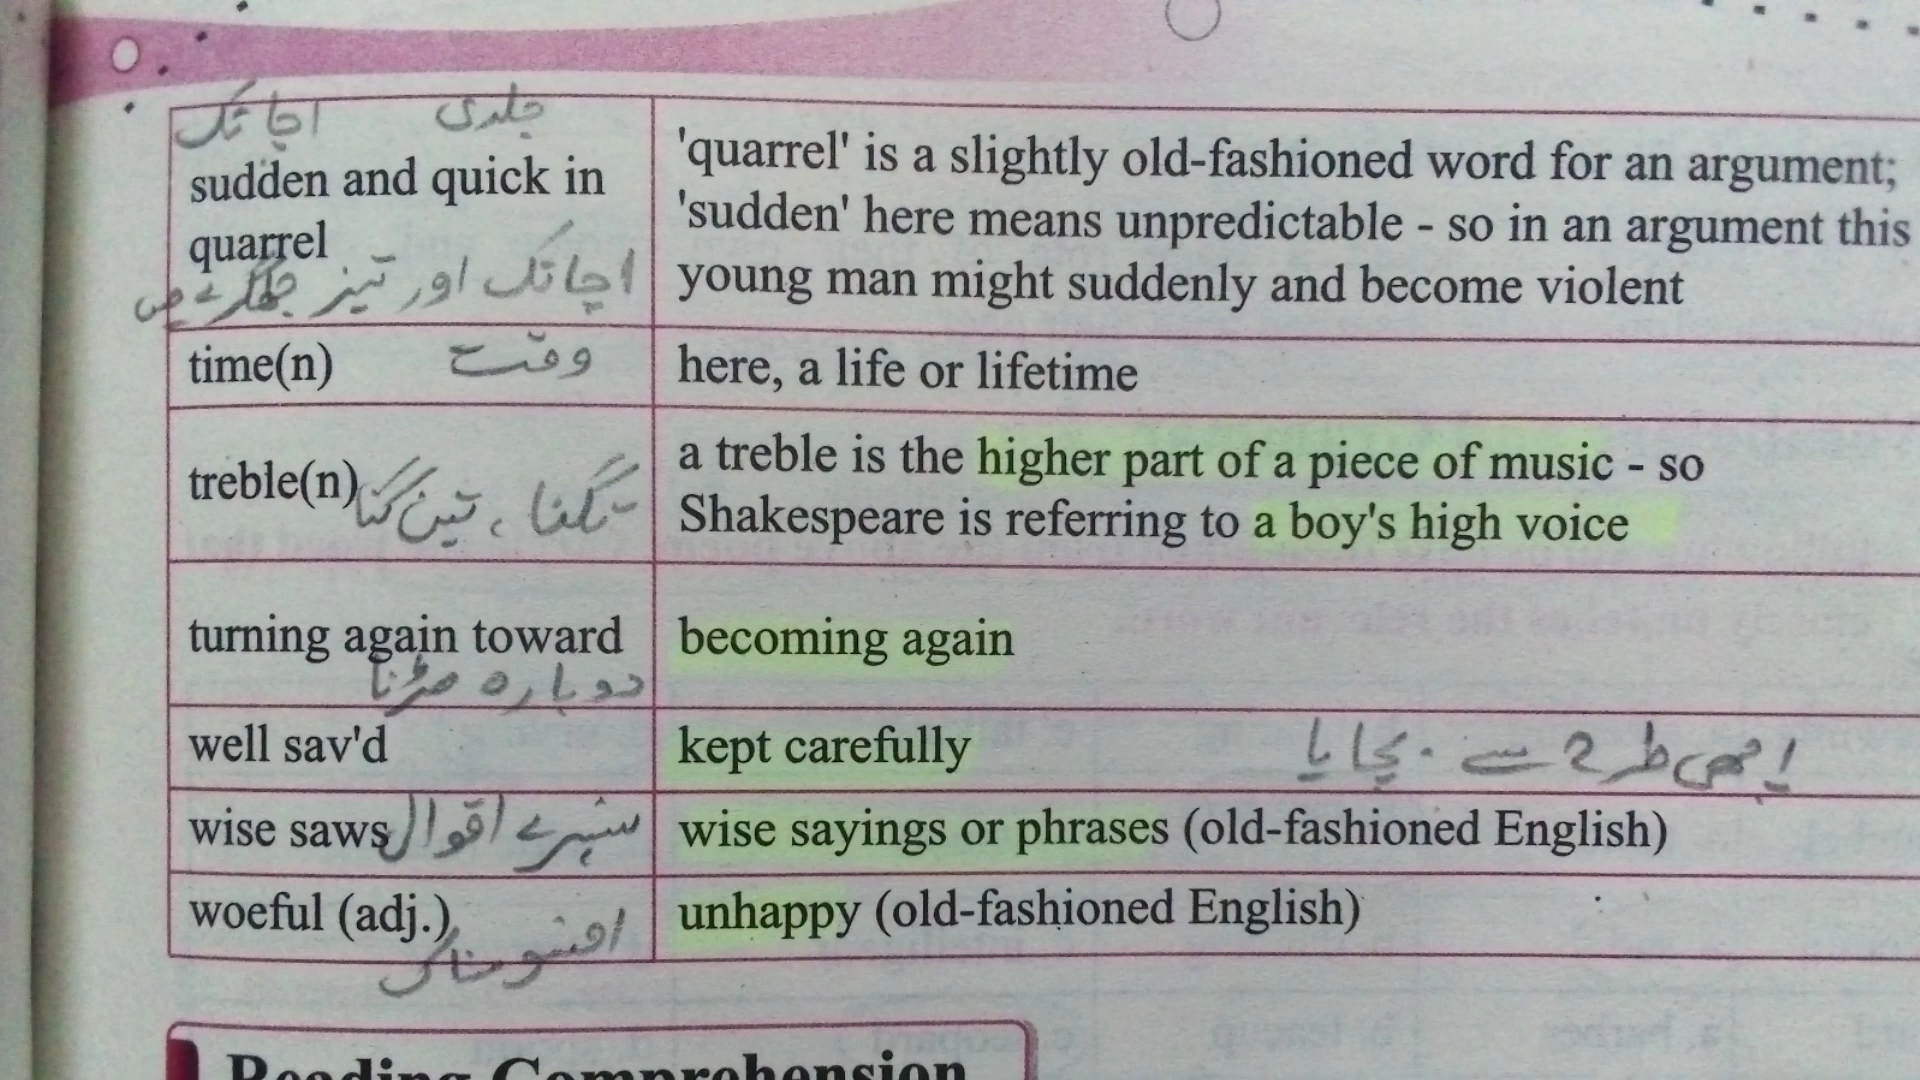 اچانک جلدی
sudden and quick in
quarrel
اچانک اور تیز جھگڑے میں
'quarrel' is a slightly old-fashioned word for an argument;
'sudden' here means unpredictable - so in an argument this
young man might suddenly and become violent
time(n) وقت
here, a life or lifetime
treble(n) تگنا ، تین گنا
a treble is the higher part of a piece of music - so
Shakespeare is referring to a boy's high voice
turning again toward
دوبارہ مڑنا
becoming again
well sav'd
kept carefully اچھی طرح سے بچایا
wise saws سنہرے اقوال
wise sayings or phrases (old-fashioned English)
woeful (adj.) افسوسناک
unhappy (old-fashioned English)
Reading Comprehension